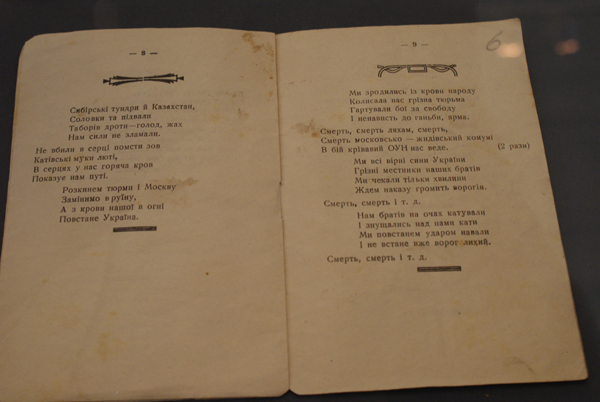 — 8 —
Сибірські тундри й Казахстан,
Соловки та підвали
Таборів дроти—голод, жах
Нам сили не зламали.
Не вбили в серці помсти зов
Катівські муки люті,
В серцях у нас горяча кров
Показує нам путі.
Розкинем тюрми і Москву
Замінимо в руїну,
А з крови нашої в огні
Повстане Україна.
— 9 —
6
Ми зродились із крови народу
Колисала нас грізна тюрма
Гартували бої за свободу
І ненависть до ганьби, ярма.
Смерть, смерть ляхам, смерть,
Смерть московсько — жидівській комуні
В бій крівавий ОУН нас веде. (2 рази)
Ми всі вірні сини України
Грізні местники наших братів
Ми чекали тільки хвилини
Ждем наказу громить ворогів.
Смерть, смерть і т. д.
Нам братів на очах катували
І знущались над нами кати
Ми повстанем ударом навали
І не встане вже ворог лихий.
Смерть, смерть і т. д.